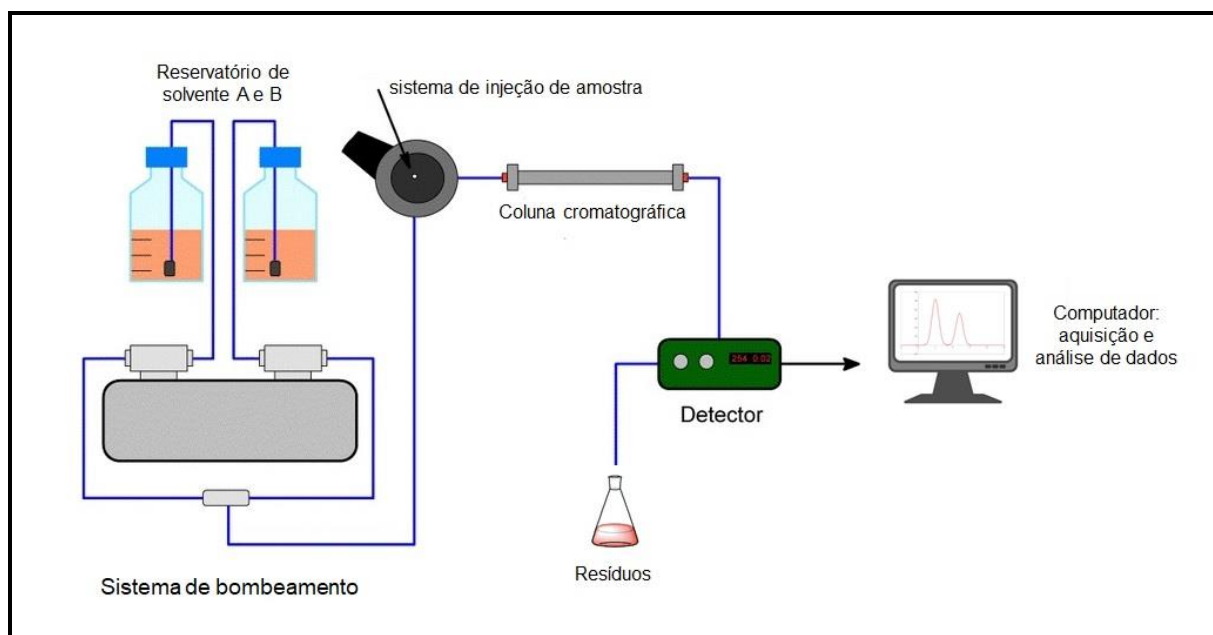 Reservatório de
solvente A e B
sistema de injeção de amostra
Coluna cromatográfica
Computador:
aquisição e
análise de dados
254 0.02
Detector
Resíduos
Sistema de bombeamento